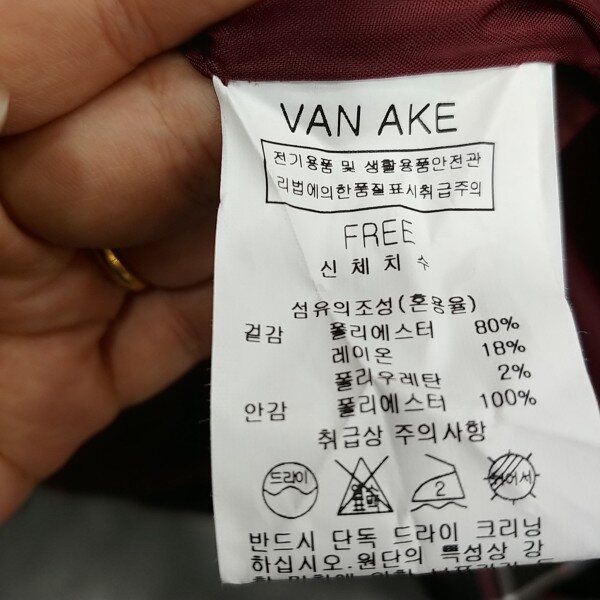 VAN AKE
전기용품 및 생활용품안전관
리법에의한품질표시취급주의
FREE
신체치수
섬유의조성(혼용율)
겉감 폴리에스터 80%
레이온 18%
폴리우레탄 2%
안감 폴리에스터 100%
취급상 주의사항
드라이
염소
표백
2
반드시 단독 드라이 크리닝
하십시오.원단의 특성상 강